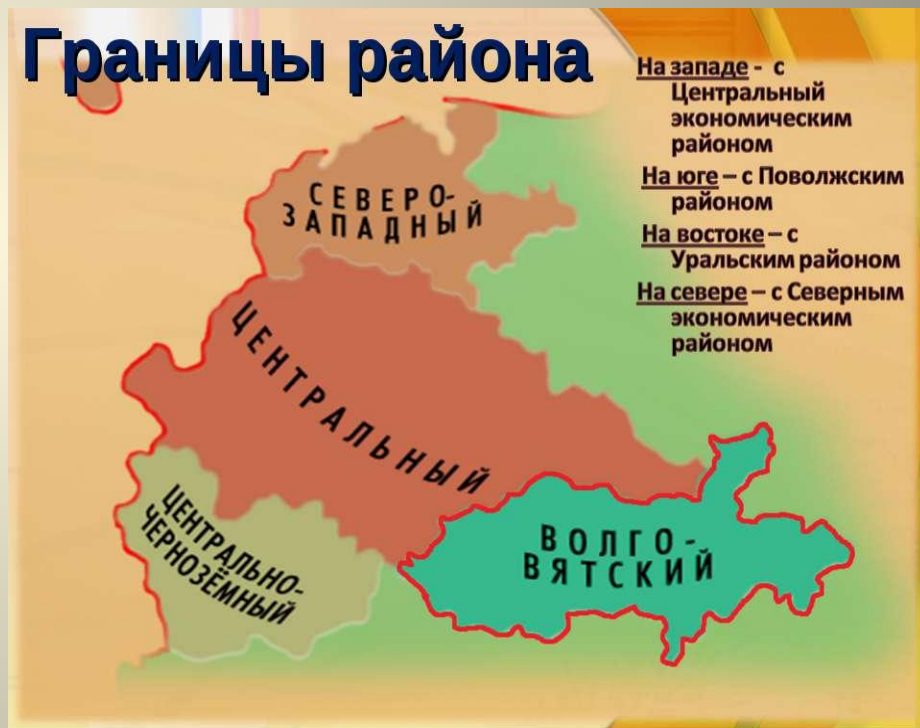 Границы района
На западе - с
Центральный
экономическим
районом
На юге – с Поволжским
районом
На востоке – с
Уральским районом
На севере – с Северным
экономическим
районом
СЕВЕРО-
ЗАПАДНЫЙ
ЦЕНТРАЛЬНЫЙ
ЦЕНТРАЛЬНО-
ЧЕРНОЗЁМНЫЙ
ВОЛГО-
ВЯТСКИЙ